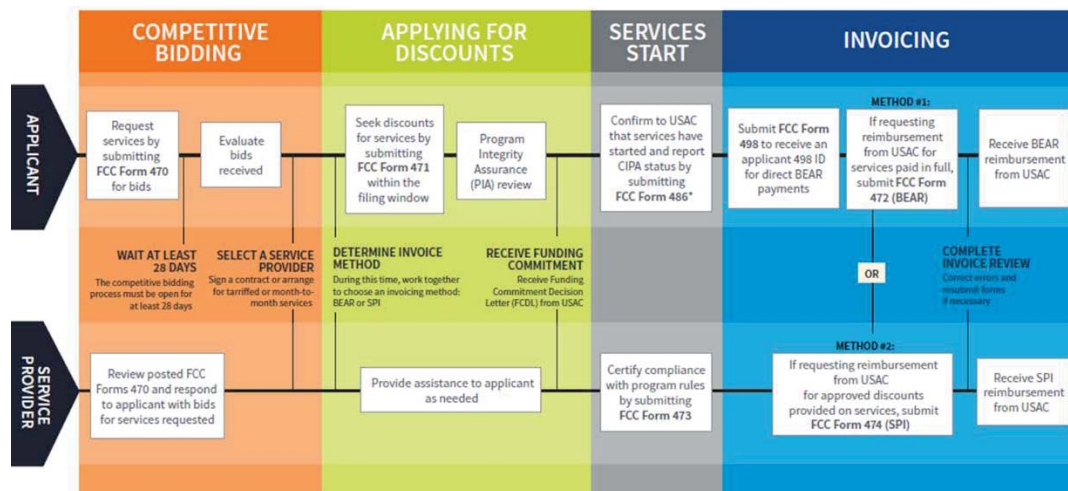 COMPETITIVE
BIDDING
APPLYING FOR
DISCOUNTS
SERVICES
START
INVOICING
APPLICANT
Request
services by
submitting
FCC Form 470
for bids
Evaluate
bids
received
Seek discounts
for services by
submitting
FCC Form 471
within the
filing window
Program
Integrity
Assurance
(PIA) review
Confirm to USAC
that services have
started and report
CIPA status by
submitting
FCC Form 486*
Submit FCC Form
498 to receive an
applicant 498 ID
for direct BEAR
payments
METHOD #1:
If requesting
reimbursement
from USAC for
services paid in full,
submit FCC Form
472 (BEAR)
Receive BEAR
reimbursement
from USAC
WAIT AT LEAST
28 DAYS
The competitive bidding
process must be open for
at least 28 days
SELECT A SERVICE
PROVIDER
Sign a contract or arrange
for tarriffed or month-to-
month services
DETERMINE INVOICE
METHOD
During this time, work together
to choose an invoicing method:
BEAR or SPI
RECEIVE FUNDING
COMMITMENT
Receive Funding
Commitment Decision
Letter (FCDL) from USAC
OR
COMPLETE
INVOICE REVIEW
Correct errors and
resubmit forms
if necessary
SERVICE
PROVIDER
Review posted FCC
Forms 470 and respond
to applicant with bids
for services requested
Provide assistance to applicant
as needed
Certify compliance
with program rules
by submitting
FCC Form 473
METHOD #2:
If requesting reimbursement
from USAC
for approved discounts
provided on services, submit
FCC Form 474 (SPI)
Receive SPI
reimbursement
from USAC